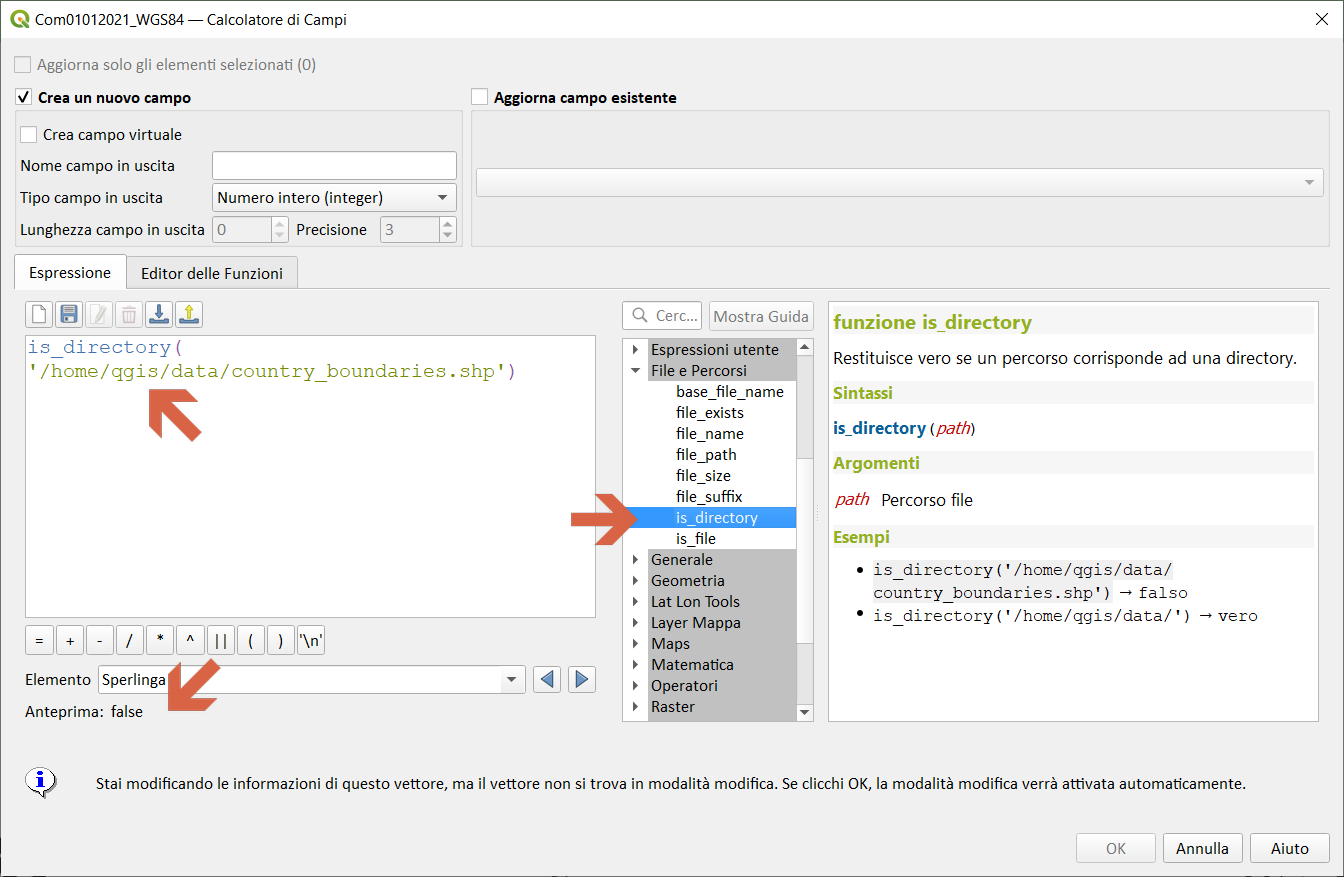 Com01012021_WGS84 — Calcolatore di Campi
Aggiorna solo gli elementi selezionati (0)
Crea un nuovo campo
Aggiorna campo esistente
Crea campo virtuale
Nome campo in uscita
Tipo campo in uscita Numero intero (integer)
Lunghezza campo in uscita 0 Precisione 3
Espressione Editor delle Funzioni
is_directory(
'/home/qgis/data/country_boundaries.shp')
= + - / * ^ || ( ) '\n'
Elemento Sperlinga
Anteprima: false
Cerc... Mostra Guida
Espressioni utente
File e Percorsi
base_file_name
file_exists
file_name
file_path
file_size
file_suffix
is_directory
is_file
Generale
Geometria
Lat Lon Tools
Layer Mappa
Maps
Matematica
Operatori
Raster
funzione is_directory
Restituisce vero se un percorso corrisponde ad una directory.
Sintassi
is_directory(path)
Argomenti
path Percorso file
Esempi
• is_directory('/home/qgis/data/
country_boundaries.shp') → falso
• is_directory('/home/qgis/data/') → vero
Stai modificando le informazioni di questo vettore, ma il vettore non si trova in modalità modifica. Se clicchi OK, la modalità modifica verrà attivata automaticamente.
OK Annulla Aiuto